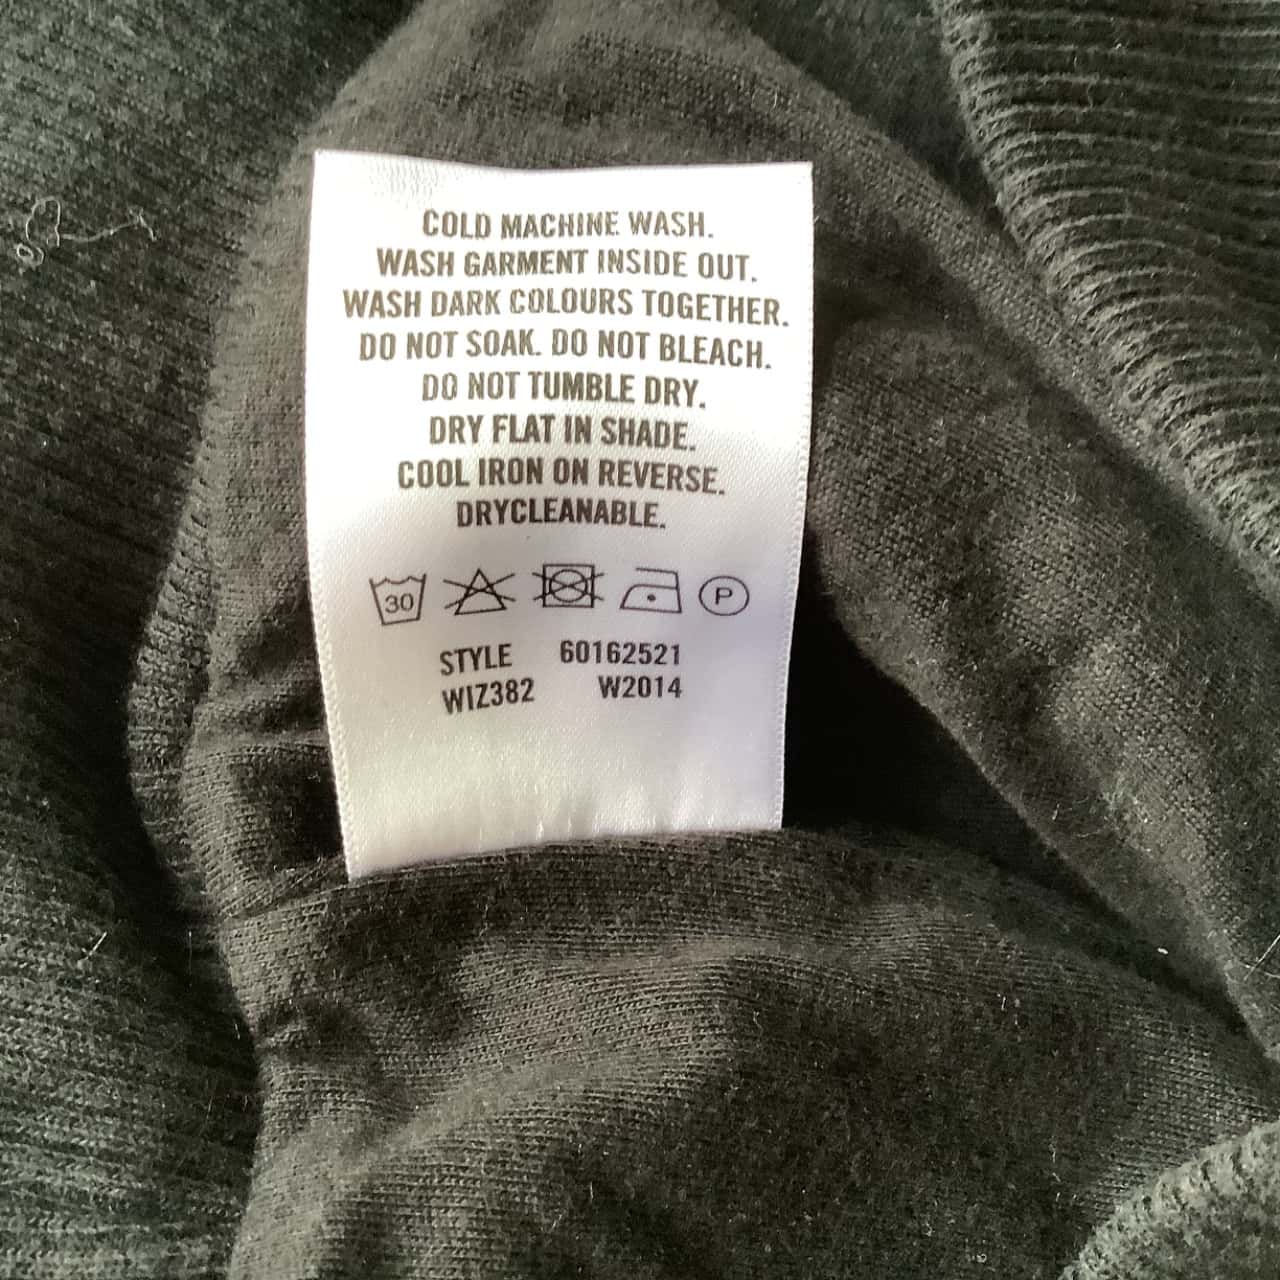 COLD MACHINE WASH.
WASH GARMENT INSIDE OUT.
WASH DARK COLOURS TOGETHER.
DO NOT SOAK. DO NOT BLEACH.
DO NOT TUMBLE DRY.
DRY FLAT IN SHADE.
COOL IRON ON REVERSE.
DRYCLEANABLE.
30 P
STYLE 60162521
WIZ382 W2014